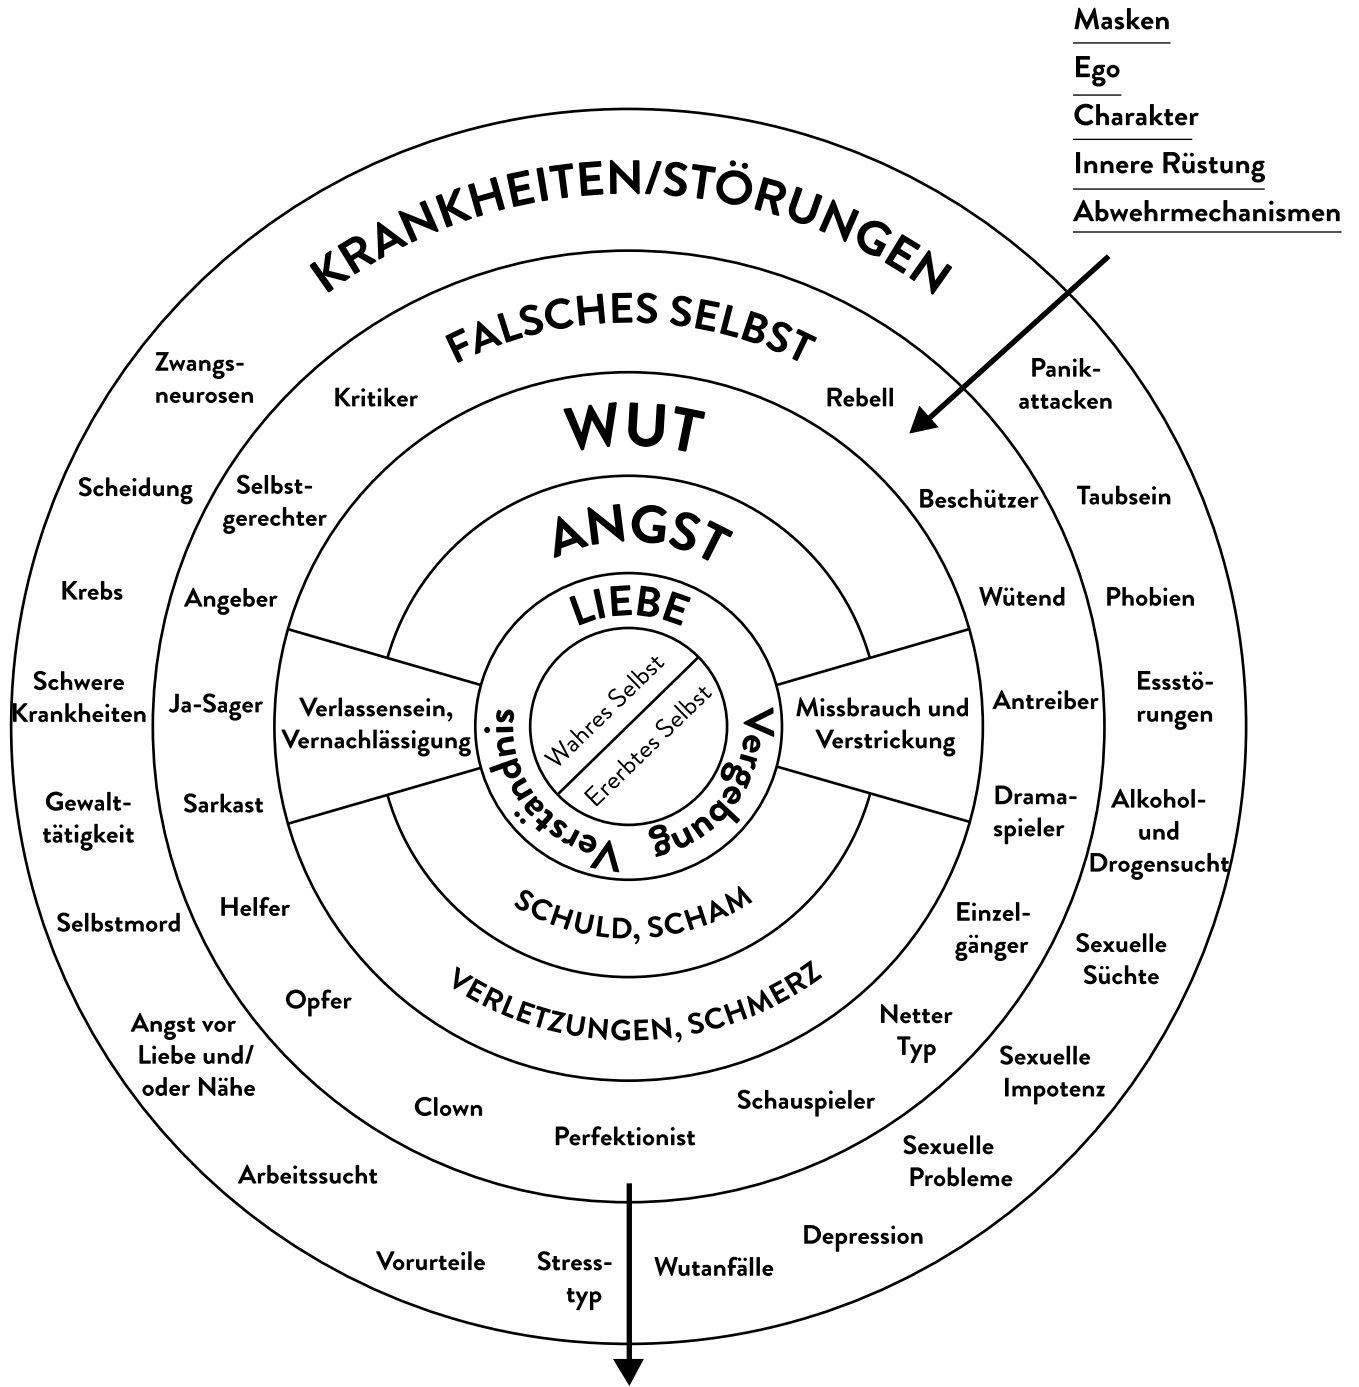 Masken
Ego
Charakter
Innere Rüstung
Abwehrmechanismen
KRANKHEITEN/STÖRUNGEN
FALSCHES SELBST
WUT
ANGST
LIEBE
Wahres Selbst
Ererbtes Selbst
Verständnis
Vergebung
Verlassensein,
Vernachlässigung
Missbrauch und
Verstrickung
SCHULD, SCHAM
VERLETZUNGEN, SCHMERZ
Kritiker
Selbst-
gerechter
Angeber
Ja-Sager
Sarkast
Helfer
Opfer
Clown
Perfektionist
Schauspieler
Netter
Typ
Einzel-
gänger
Drama-
spieler
Antreiber
Wütend
Beschützer
Rebell
Zwangs-
neurosen
Scheidung
Krebs
Schwere
Krankheiten
Gewalt-
tätigkeit
Selbstmord
Angst vor
Liebe und/
oder Nähe
Arbeitssucht
Vorurteile
Stress-
typ
Wutanfälle
Depression
Sexuelle
Probleme
Sexuelle
Impotenz
Sexuelle
Süchte
Alkohol-
und
Drogensucht
Essstö-
rungen
Phobien
Taubsein
Panik-
attacken